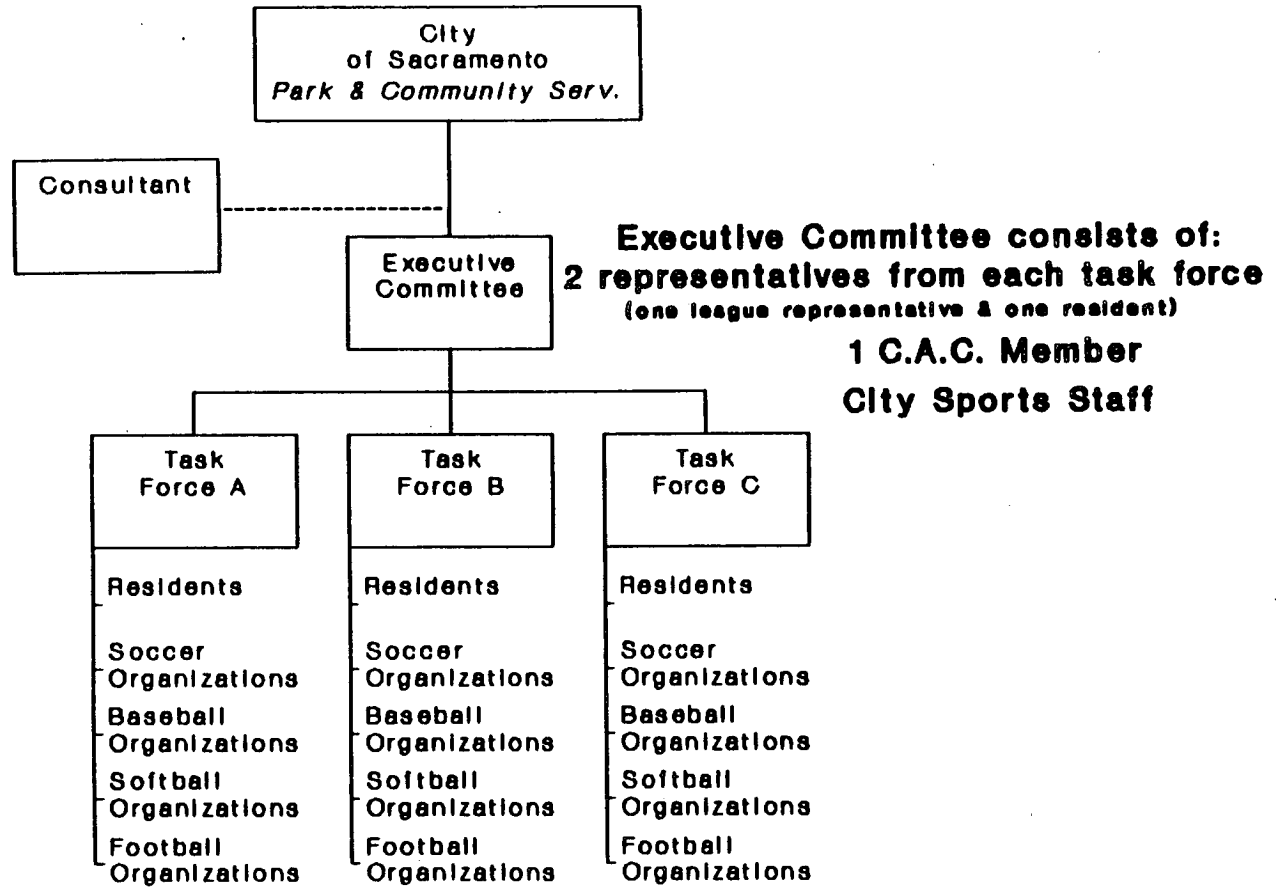 City
of Sacramento
Park & Community Serv.
Consultant
Executive
Committee
Executive Committee consists of:
2 representatives from each task force
(one league representative & one resident)
1 C.A.C. Member
City Sports Staff
Task
Force A
Task
Force B
Task
Force C
Residents
Soccer
Organizations
Baseball
Organizations
Softball
Organizations
Football
Organizations
Residents
Soccer
Organizations
Baseball
Organizations
Softball
Organizations
Football
Organizations
Residents
Soccer
Organizations
Baseball
Organizations
Softball
Organizations
Football
Organizations